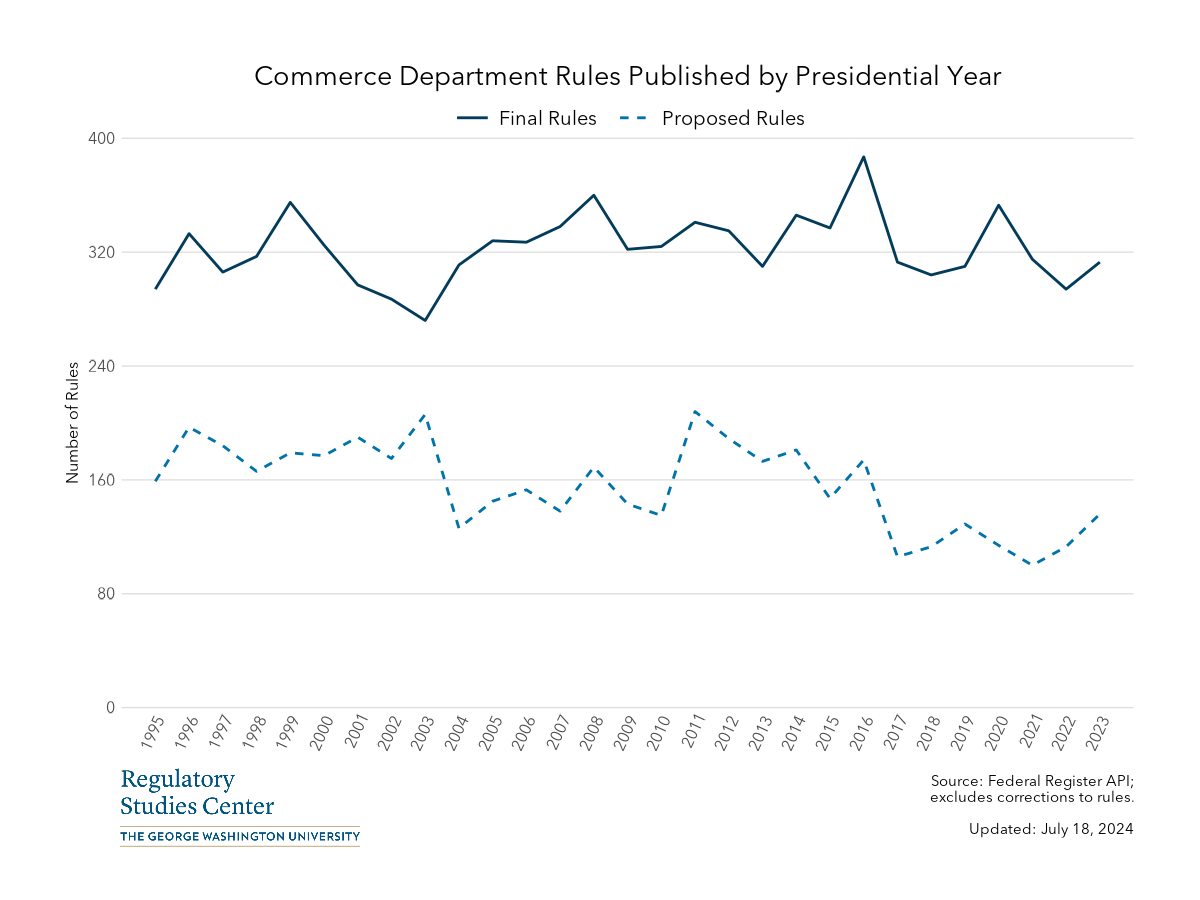 Commerce Department Rules Published by Presidential Year
Final Rules Proposed Rules
400
320
240
160
80
0
Number of Rules
1995 1996 1997 1998 1999 2000 2001 2002 2003 2004 2005 2006 2007 2008 2009 2010 2011 2012 2013 2014 2015 2016 2017 2018 2019 2020 2021 2022 2023
Regulatory
Studies Center
THE GEORGE WASHINGTON UNIVERSITY
Source: Federal Register API;
excludes corrections to rules.
Updated: July 18, 2024